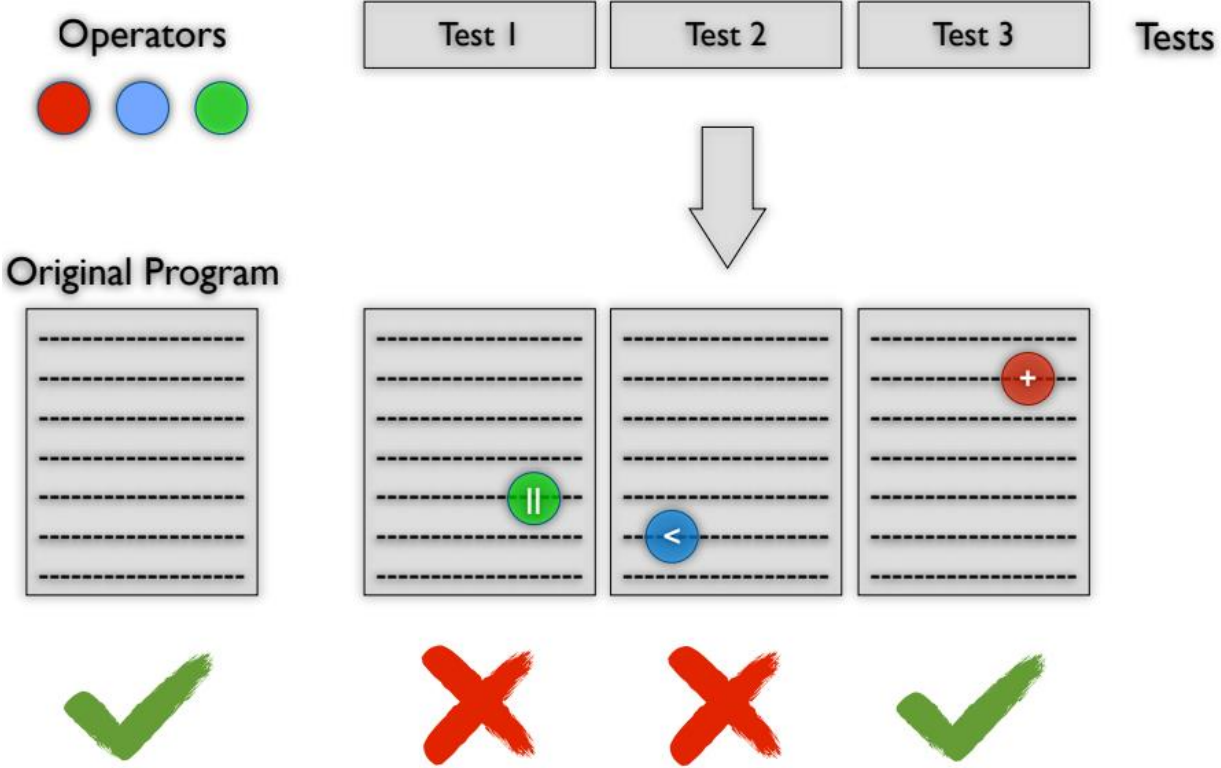 Operators
Test 1
Test 2
Test 3
Tests
Original Program
+
||
<